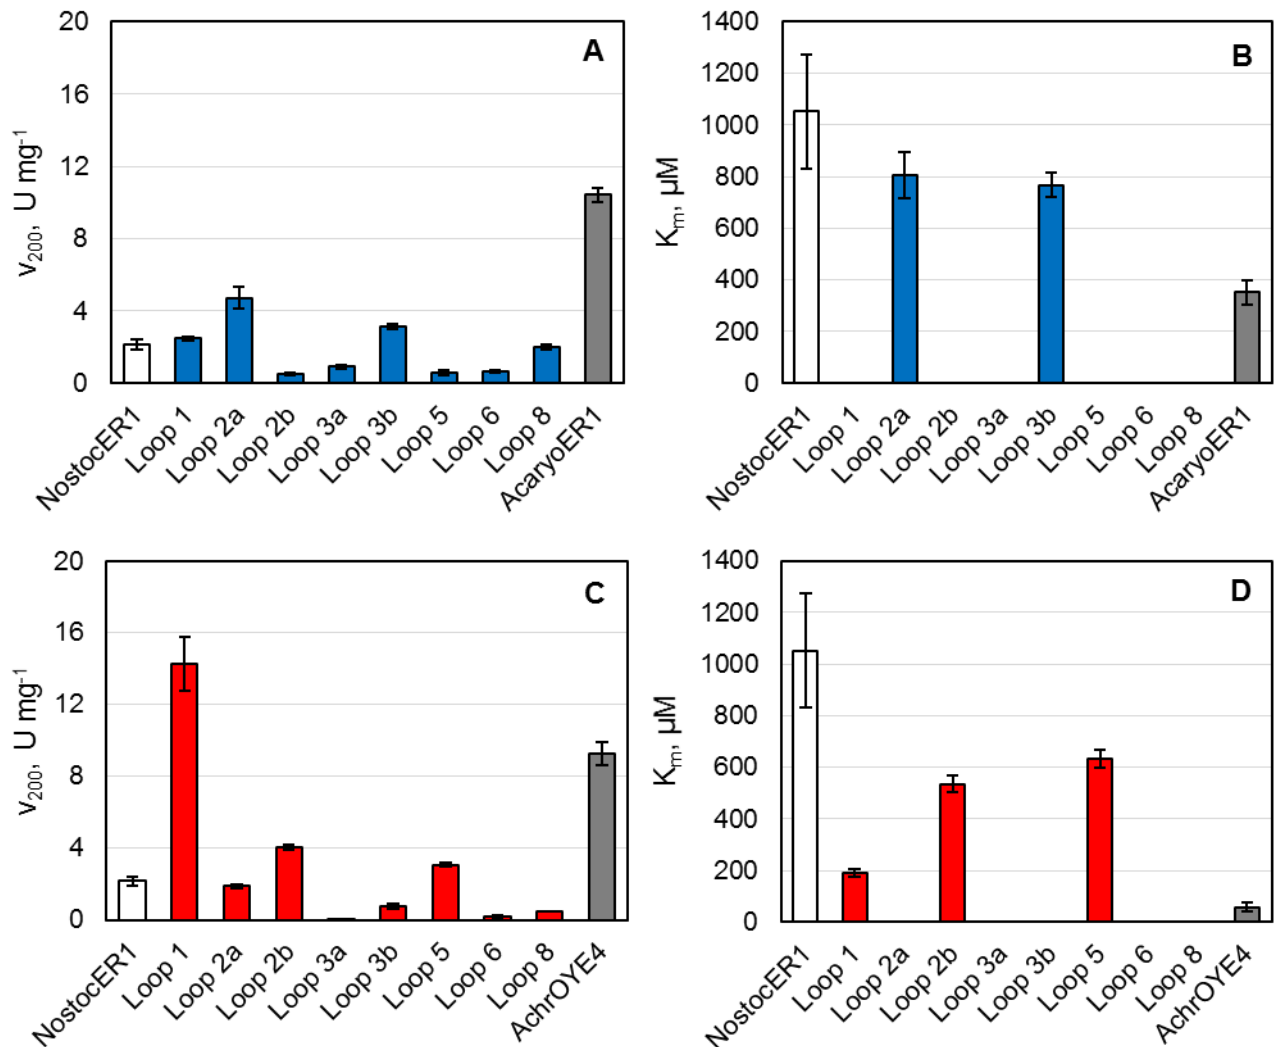 A
20
16
12
8
4
0
v₂₀₀, U mg⁻¹
NostocER1
Loop 1
Loop 2a
Loop 2b
Loop 3a
Loop 3b
Loop 5
Loop 6
Loop 8
AcaryoER1
B
1400
1200
1000
800
600
400
200
0
Kₘ, µM
NostocER1
Loop 1
Loop 2a
Loop 2b
Loop 3a
Loop 3b
Loop 5
Loop 6
Loop 8
AcaryoER1
C
20
16
12
8
4
0
v₂₀₀, U mg⁻¹
NostocER1
Loop 1
Loop 2a
Loop 2b
Loop 3a
Loop 3b
Loop 5
Loop 6
Loop 8
AchrOYE4
D
1400
1200
1000
800
600
400
200
0
Kₘ, µM
NostocER1
Loop 1
Loop 2a
Loop 2b
Loop 3a
Loop 3b
Loop 5
Loop 6
Loop 8
AchrOYE4